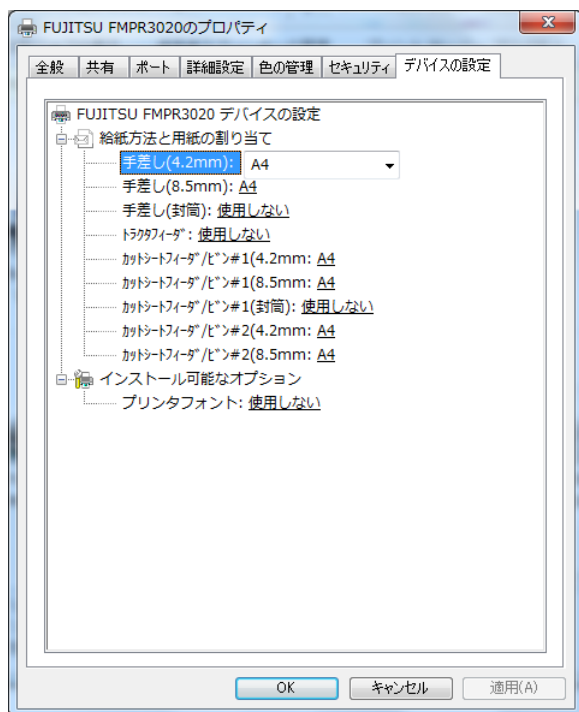 FUJITSU FMPR3020のプロパティ
全般 共有 ポート 詳細設定 色の管理 セキュリティ デバイスの設定
FUJITSU FMPR3020 デバイスの設定
給紙方法と用紙の割り当て
手差し(4.2mm): A4
手差し(8.5mm): A4
手差し(封筒): 使用しない
ﾄﾗｸﾀﾌｨｰﾀﾞ: 使用しない
ｶｯﾄｼｰﾄﾌｨｰﾀﾞ/ﾋﾞﾝ#1(4.2mm: A4
ｶｯﾄｼｰﾄﾌｨｰﾀﾞ/ﾋﾞﾝ#1(8.5mm: A4
ｶｯﾄｼｰﾄﾌｨｰﾀﾞ/ﾋﾞﾝ#1(封筒): 使用しない
ｶｯﾄｼｰﾄﾌｨｰﾀﾞ/ﾋﾞﾝ#2(4.2mm: A4
ｶｯﾄｼｰﾄﾌｨｰﾀﾞ/ﾋﾞﾝ#2(8.5mm: A4
インストール可能なオプション
プリンタフォント: 使用しない
OK キャンセル 適用(A)